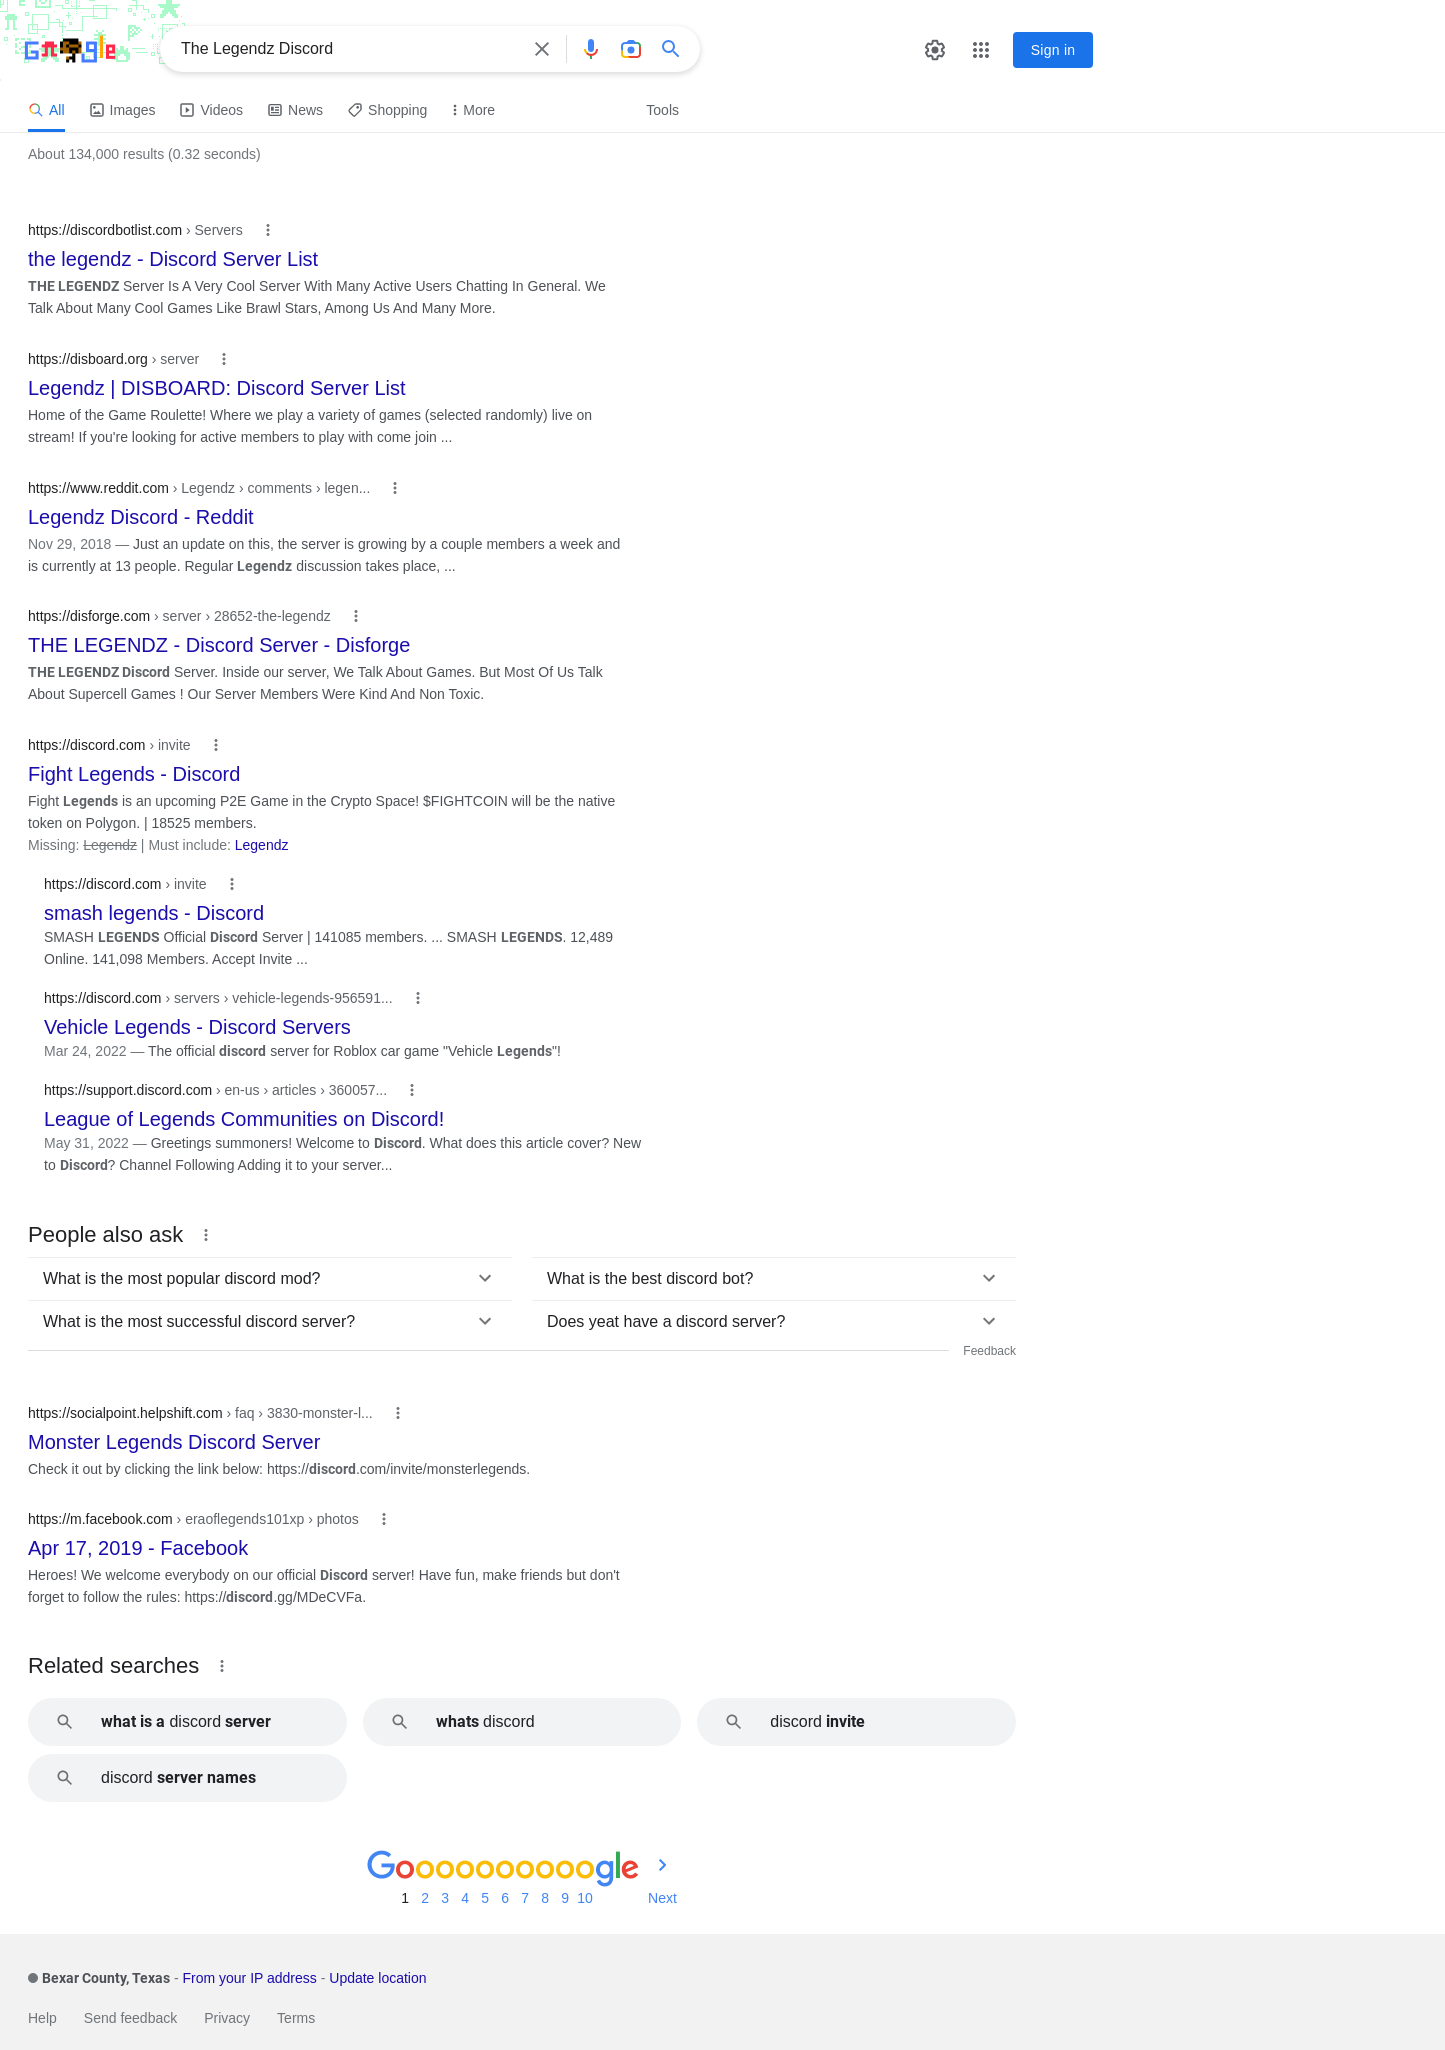 Google
The Legendz Discord
Sign in
All
Images
Videos
News
Shopping
More
Tools
About 134,000 results (0.32 seconds)
https://discordbotlist.com › Servers
the legendz - Discord Server List
THE LEGENDZ Server Is A Very Cool Server With Many Active Users Chatting In General. We
Talk About Many Cool Games Like Brawl Stars, Among Us And Many More.
https://disboard.org › server
Legendz | DISBOARD: Discord Server List
Home of the Game Roulette! Where we play a variety of games (selected randomly) live on
stream! If you're looking for active members to play with come join ...
https://www.reddit.com › Legendz › comments › legen...
Legendz Discord - Reddit
Nov 29, 2018 — Just an update on this, the server is growing by a couple members a week and
is currently at 13 people. Regular Legendz discussion takes place, ...
https://disforge.com › server › 28652-the-legendz
THE LEGENDZ - Discord Server - Disforge
THE LEGENDZ Discord Server. Inside our server, We Talk About Games. But Most Of Us Talk
About Supercell Games ! Our Server Members Were Kind And Non Toxic.
https://discord.com › invite
Fight Legends - Discord
Fight Legends is an upcoming P2E Game in the Crypto Space! $FIGHTCOIN will be the native
token on Polygon. | 18525 members.
Missing: Legendz | Must include: Legendz
https://discord.com › invite
smash legends - Discord
SMASH LEGENDS Official Discord Server | 141085 members. ... SMASH LEGENDS. 12,489
Online. 141,098 Members. Accept Invite ...
https://discord.com › servers › vehicle-legends-956591...
Vehicle Legends - Discord Servers
Mar 24, 2022 — The official discord server for Roblox car game "Vehicle Legends"!
https://support.discord.com › en-us › articles › 360057...
League of Legends Communities on Discord!
May 31, 2022 — Greetings summoners! Welcome to Discord. What does this article cover? New
to Discord? Channel Following Adding it to your server...
People also ask
What is the most popular discord mod?
What is the best discord bot?
What is the most successful discord server?
Does yeat have a discord server?
Feedback
https://socialpoint.helpshift.com › faq › 3830-monster-l...
Monster Legends Discord Server
Check it out by clicking the link below: https://discord.com/invite/monsterlegends.
https://m.facebook.com › eraoflegends101xp › photos
Apr 17, 2019 - Facebook
Heroes! We welcome everybody on our official Discord server! Have fun, make friends but don't
forget to follow the rules: https://discord.gg/MDeCVFa.
Related searches
what is a discord server
whats discord
discord invite
discord server names
Goooooooooogle
1 2 3 4 5 6 7 8 9 10 Next
Bexar County, Texas - From your IP address - Update location
Help Send feedback Privacy Terms